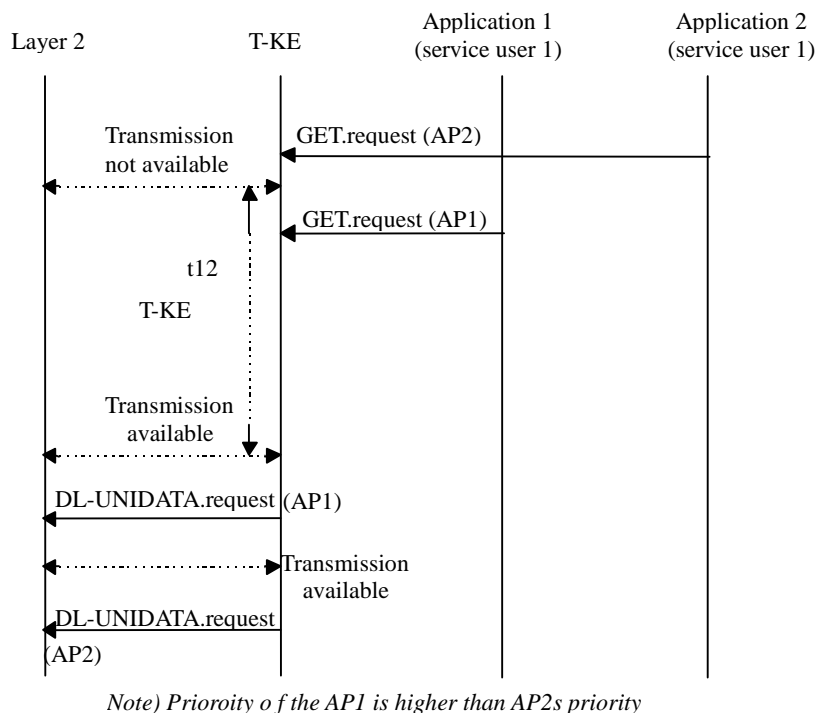 Layer 2
T-KE
Application 1
(service user 1)
Application 2
(service user 1)
Transmission
not available
GET.request (AP2)
GET.request (AP1)
t12
T-KE
Transmission
available
DL-UNIDATA.request (AP1)
Transmission
available
DL-UNIDATA.request
(AP2)
Note) Prioroity o f the AP1 is higher than AP2s priority